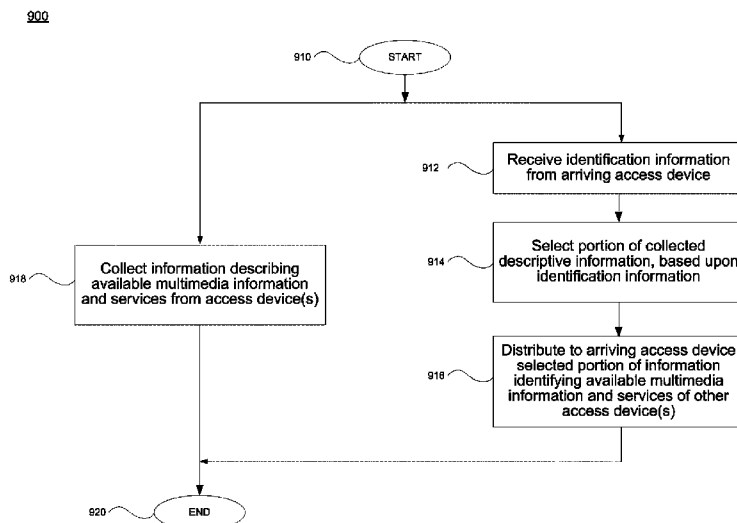 900
910
START
912
Receive identification information
from arriving access device
914
Select portion of collected
descriptive information, based upon
identification information
918
Collect information describing
available multimedia information
and services from access device(s)
916
Distribute to arriving access device
selected portion of information
identifying available multimedia
information and services of other
access device(s)
920
END